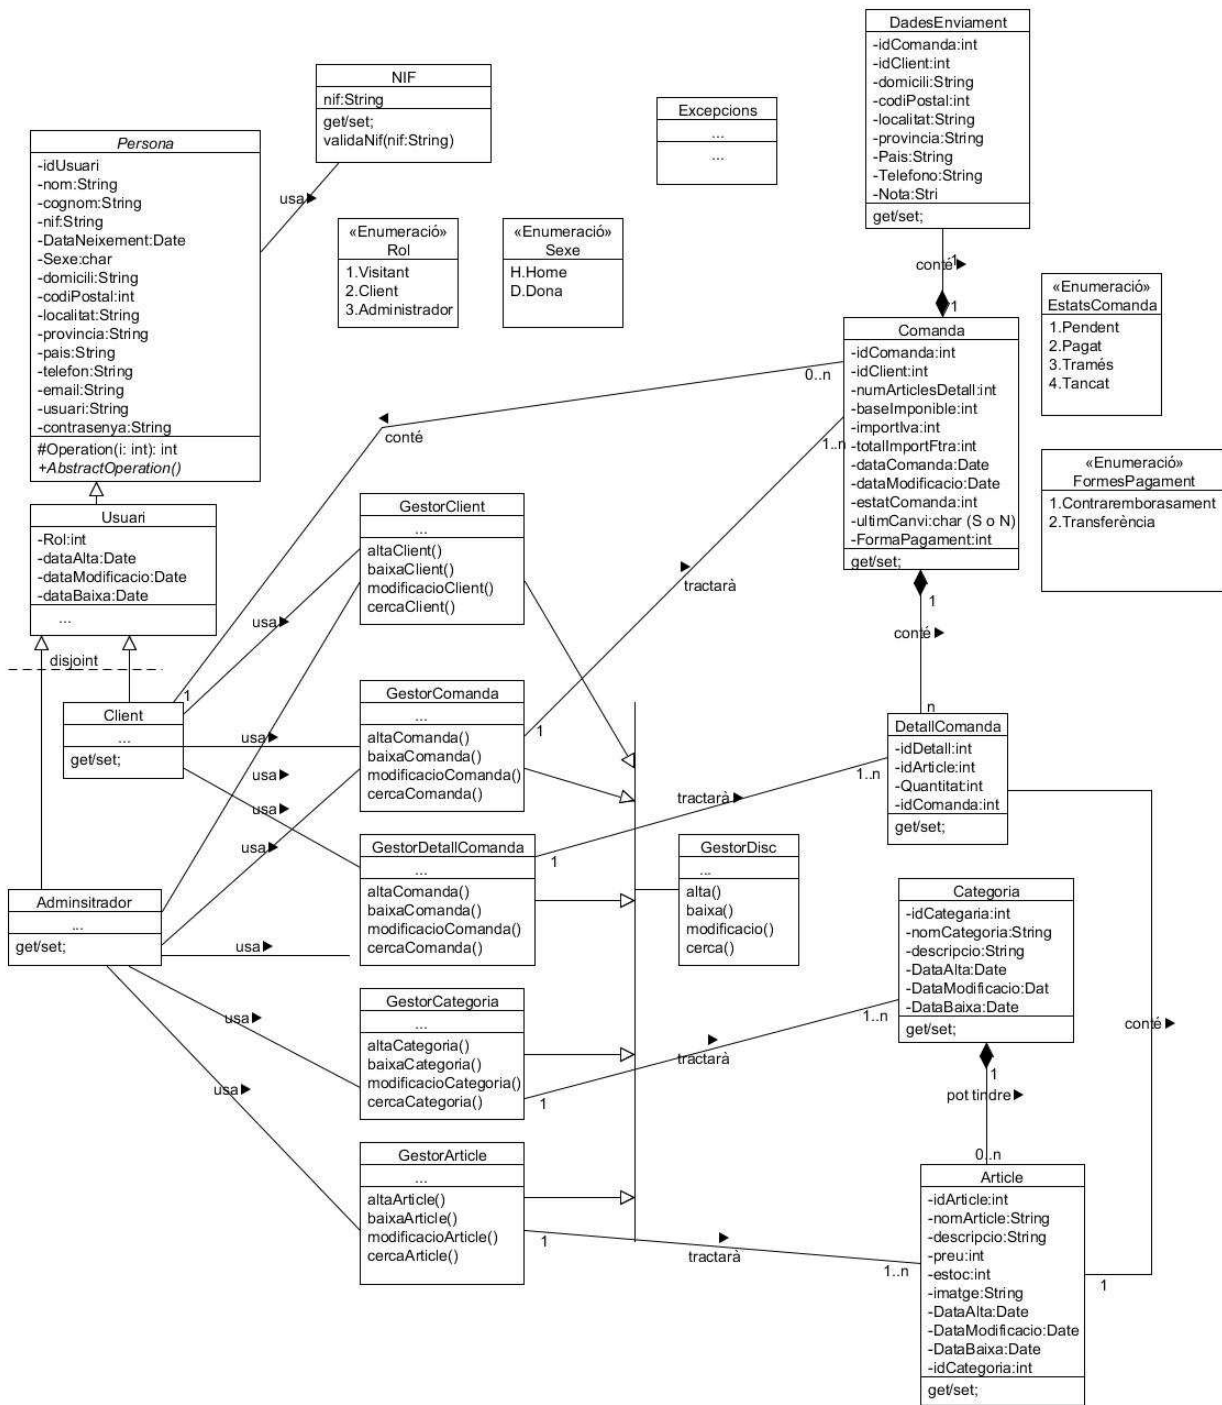 DadesEnviament
-idComanda:int
-idClient:int
-domicili:String
-codiPostal:int
-localitat:String
-provincia:String
-Pais:String
-Telefono:String
-Nota:Stri
get/set;
NIF
nif:String
get/set;
validaNif(nif:String)
Excepcions
...
...
Persona
-idUsuari
-nom:String
-cognom:String
-nif:String
-DataNeixement:Date
-Sexe:char
-domicili:String
-codiPostal:int
-localitat:String
-provincia:String
-pais:String
-telefon:String
-email:String
-usuari:String
-contrasenya:String
#Operation(i: int): int
+AbstractOperation()
usa▶
«Enumeració»
Rol
1.Visitant
2.Client
3.Administrador
«Enumeració»
Sexe
H.Home
D.Dona
1
conté▶
1
«Enumeració»
EstatsComanda
1.Pendent
2.Pagat
3.Tramés
4.Tancat
Comanda
-idComanda:int
-idClient:int
-numArticlesDetall:int
-baseImponible:int
-importIva:int
-totalImportFtra:int
-dataComanda:Date
-dataModificacio:Date
-estatComanda:int
-ultimCanvi:char (S o N)
-FormaPagament:int
get/set;
0..n
◀
conté
1..n
«Enumeració»
FormesPagament
1.Contraremborasament
2.Transferència
Usuari
-Rol:int
-dataAlta:Date
-dataModificacio:Date
-dataBaixa:Date
...
GestorClient
...
altaClient()
baixaClient()
modificacioClient()
cercaClient()
▶
tractarà
1
conté▶
n
usa▶
disjoint
1
Client
...
get/set;
GestorComanda
...
altaComanda()
baixaComanda()
modificacioComanda()
cercaComanda()
1
usa▶
usa▶
usa▶
usa▶
DetallComanda
-idDetall:int
-idArticle:int
-Quantitat:int
-idComanda:int
get/set;
1..n
tractarà▶
1
GestorDetallComanda
...
altaComanda()
baixaComanda()
modificacioComanda()
cercaComanda()
GestorDisc
...
alta()
baixa()
modificacio()
cerca()
Adminsitrador
...
get/set;
usa▶
Categoria
-idCategaria:int
-nomCategoria:String
-descripcio:String
-DataAlta:Date
-DataModificacio:Dat
-DataBaixa:Date
get/set;
1..n
conté▶
GestorCategoria
...
altaCategoria()
baixaCategoria()
modificacioCategoria()
cercaCategoria()
usa▶
▶
tractarà
1
1
pot tindre▶
0..n
usa▶
GestorArticle
...
altaArticle()
baixaArticle()
modificacioArticle()
cercaArticle()
1
▶
tractarà
1..n
Article
-idArticle:int
-nomArticle:String
-descripcio:String
-preu:int
-estoc:int
-imatge:String
-DataAlta:Date
-DataModificacio:Date
-DataBaixa:Date
-idCategoria:int
get/set;
1